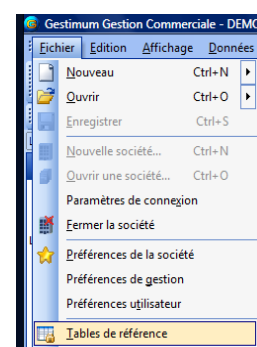 Gestimum Gestion Commerciale - DEMO
Fichier Edition Affichage Données
Nouveau Ctrl+N
Ouvrir Ctrl+O
Enregistrer Ctrl+S
Nouvelle société... Ctrl+N
Ouvrir une société... Ctrl+O
Paramètres de connexion
Fermer la société
Préférences de la société
Préférences de gestion
Préférences utilisateur
Tables de référence